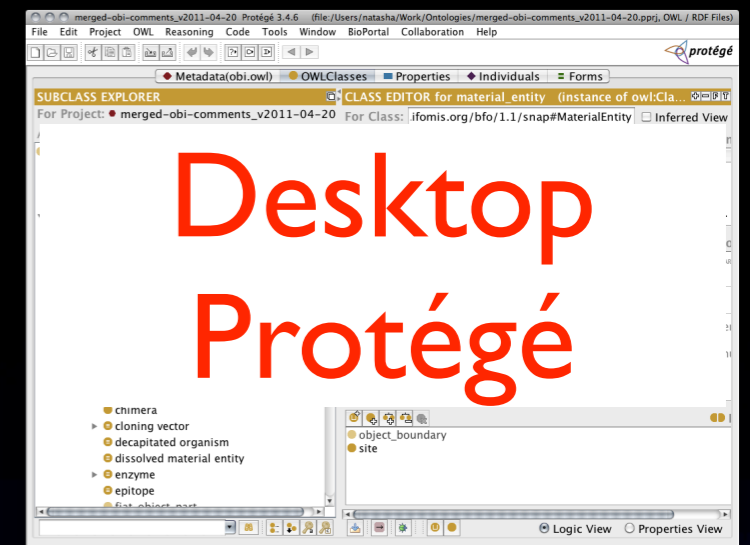 merged-obi-comments_v2011-04-20 Protégé 3.4.6 (file:/Users/natasha/Work/Ontologies/merged-obi-comments_v2011-04-20.pprj, OWL / RDF Files)
File Edit Project OWL Reasoning Code Tools Window BioPortal Collaboration Help
protégé
Metadata(obi.owl) OWLClasses Properties Individuals Forms
SUBCLASS EXPLORER
CLASS EDITOR for material_entity (instance of owl:Cla...
For Project: merged-obi-comments_v2011-04-20
For Class: .ifomis.org/bfo/1.1/snap#MaterialEntity Inferred View
Desktop
Protégé
chimera
cloning vector
decapitated organism
dissolved material entity
enzyme
epitope
fiat_object_part
object_boundary
site
Logic View Properties View